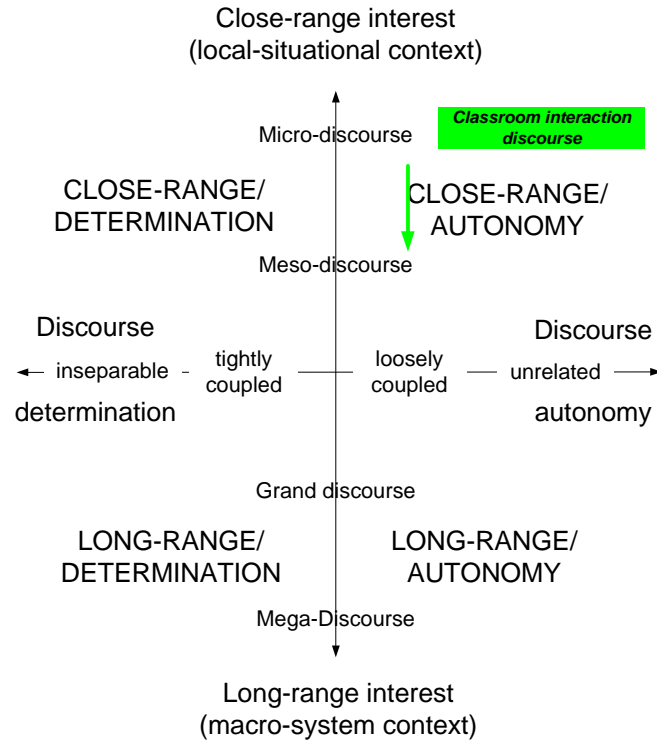 Close-range interest
(local-situational context)
Micro-discourse
Classroom interaction
discourse
CLOSE-RANGE/
DETERMINATION
CLOSE-RANGE/
AUTONOMY
Meso-discourse
Discourse
inseparable
determination
tightly
coupled
loosely
coupled
Discourse
unrelated
autonomy
Grand discourse
LONG-RANGE/
DETERMINATION
LONG-RANGE/
AUTONOMY
Mega-Discourse
Long-range interest
(macro-system context)